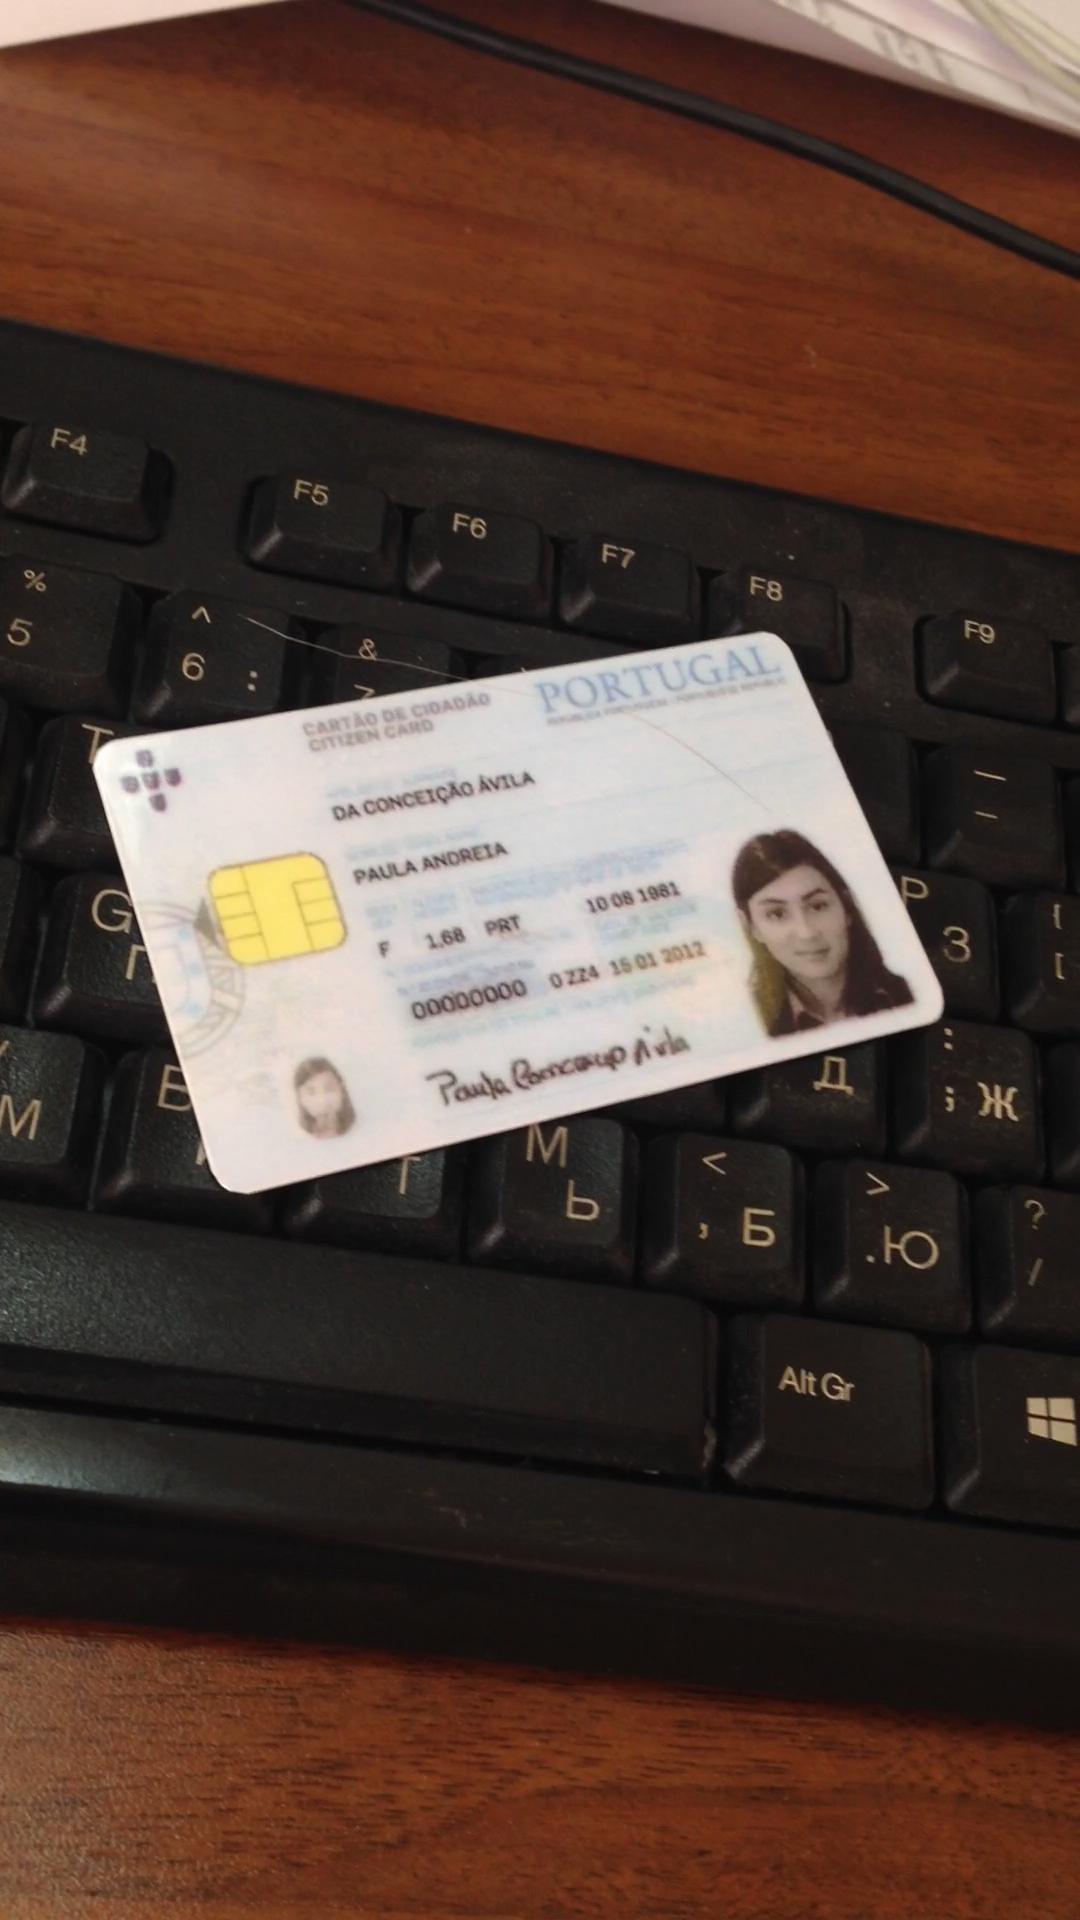 F4
F5
F6
F7
F8
F9
%
5
^
6 :
&
CARTÃO DE CIDADÃO
CITIZEN CARD
PORTUGAL
DA CONCEIÇÃO ÁVILA
PAULA ANDREIA
F 1,68 PRT 10 08 1981
00000000 0 ZZ4 15 01 2012
Paula Conceição Ávila
G
P
З
{
[
М
Д
:
; Ж
M
Ь
<
, Б
>
. Ю
?
/
Alt Gr